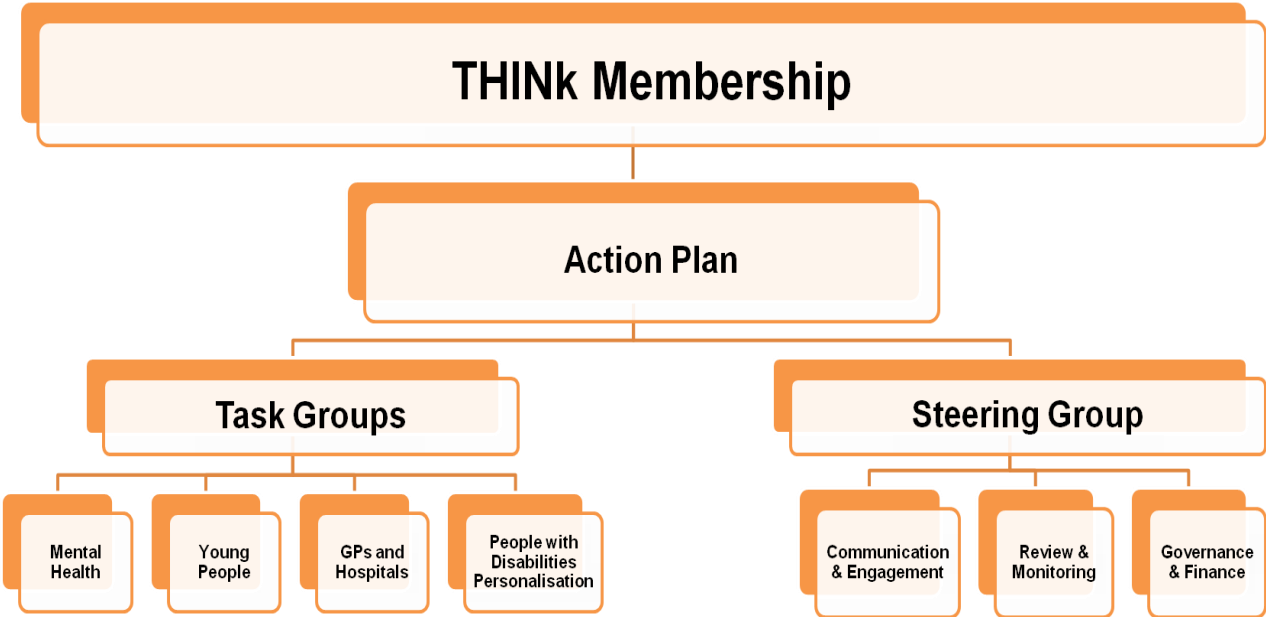 THINk Membership
Action Plan
Task Groups
Steering Group
Mental
Health
Young
People
GPs and
Hospitals
People with
Disabilities
Personalisation
Communication
& Engagement
Review &
Monitoring
Governance
& Finance